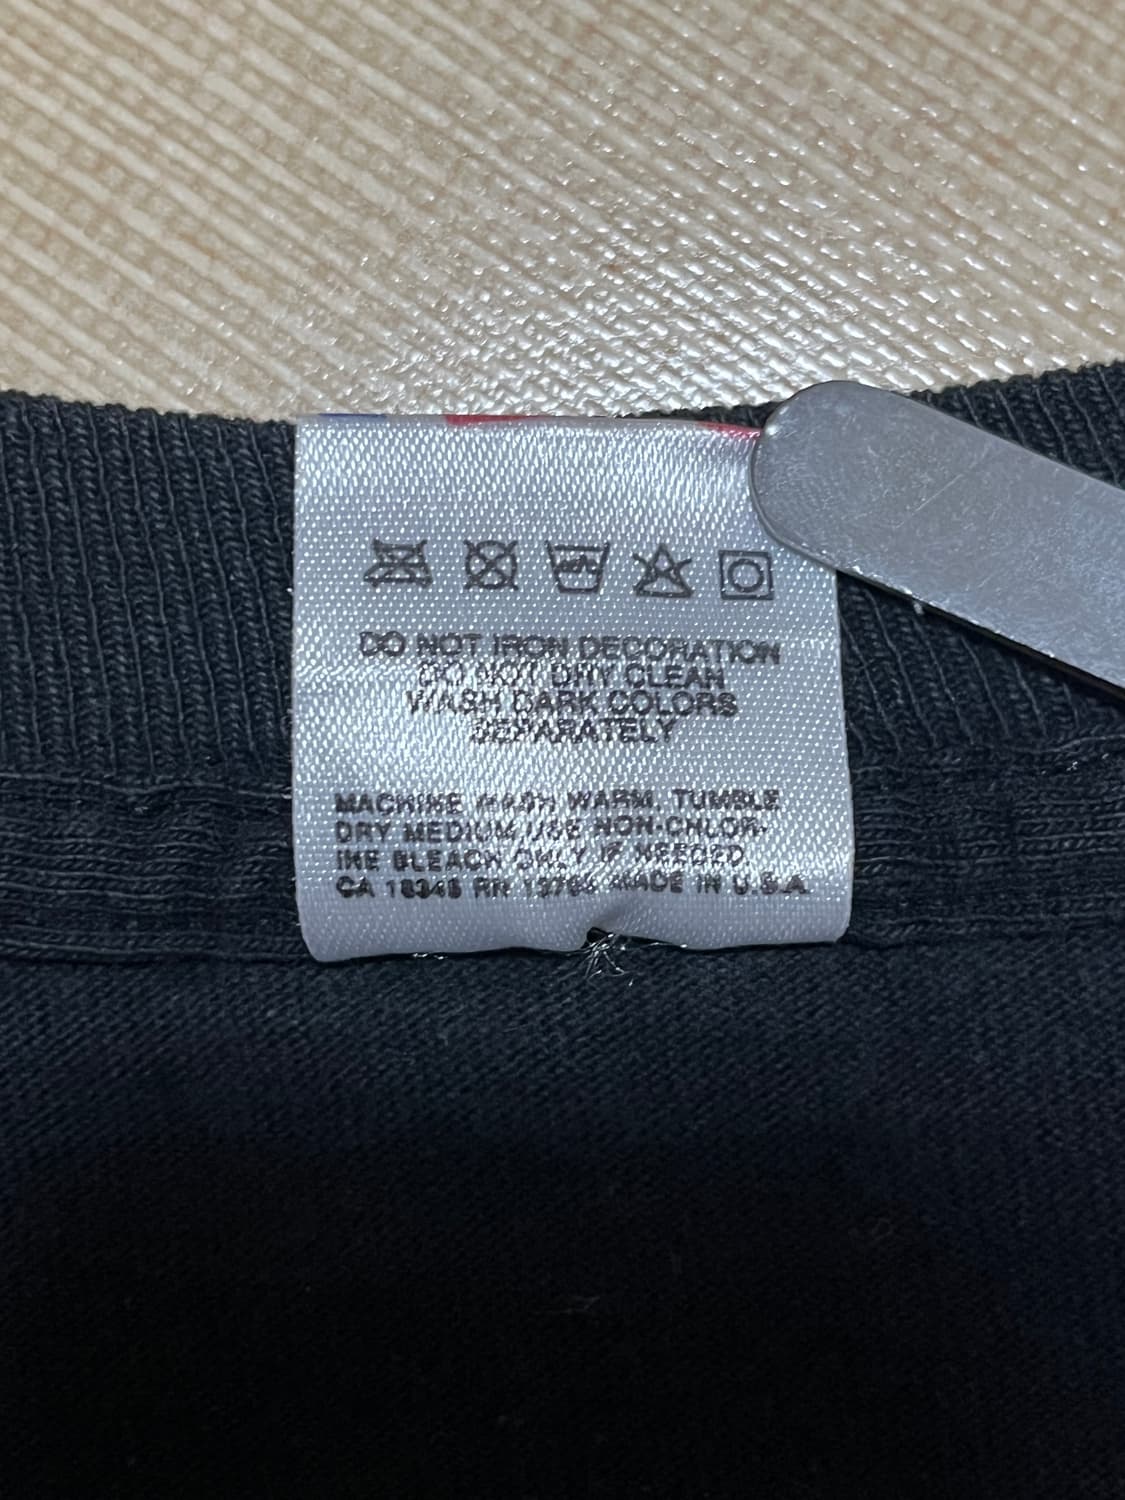 DO NOT IRON DECORATION
DO NOT DRY CLEAN
WASH DARK COLORS
SEPARATELY
MACHINE WASH WARM, TUMBLE
DRY MEDIUM USE NON-CHLOR-
INE BLEACH ONLY IF NEEDED.
CA RN MADE IN U.S.A.